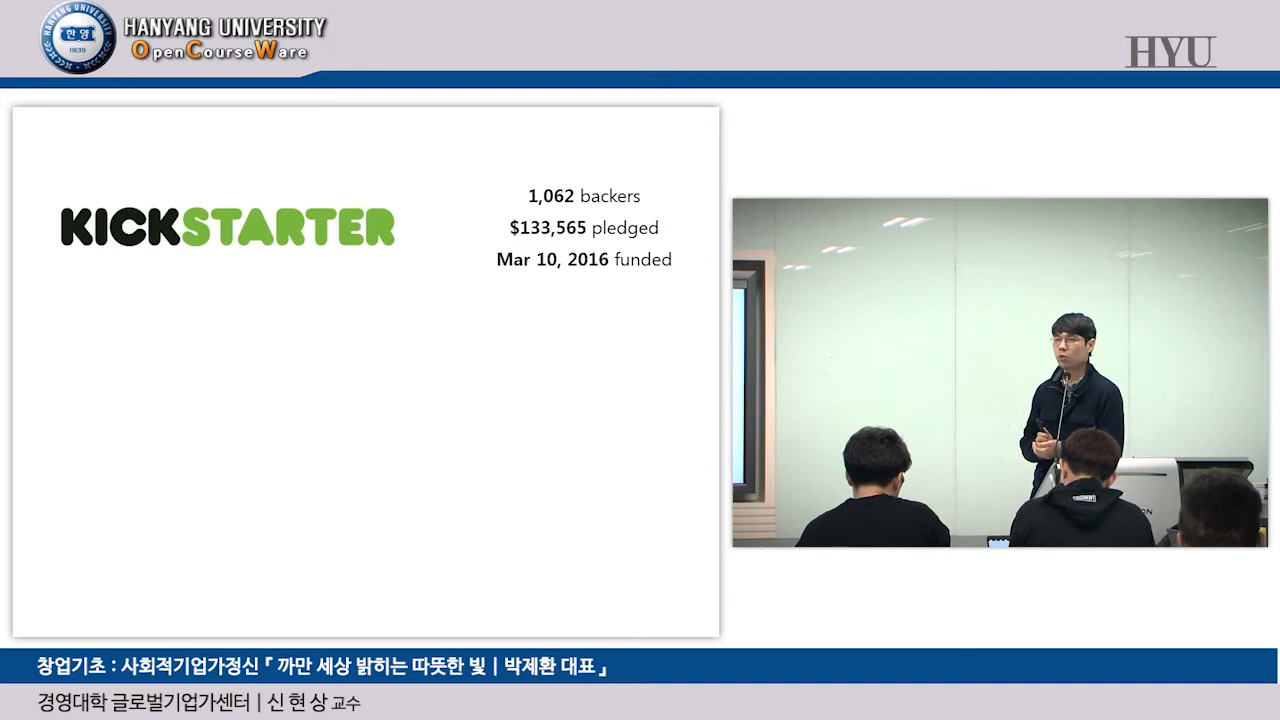 HANYANG UNIVERSITY
OpenCourseWare
한양
1939
HYU
KICKSTARTER
1,062 backers
$133,565 pledged
Mar 10, 2016 funded
창업기초 : 사회적기업가정신『 까만 세상 밝히는 따뜻한 빛 | 박제환 대표 』
경영대학 글로벌기업가센터 | 신 현 상 교수